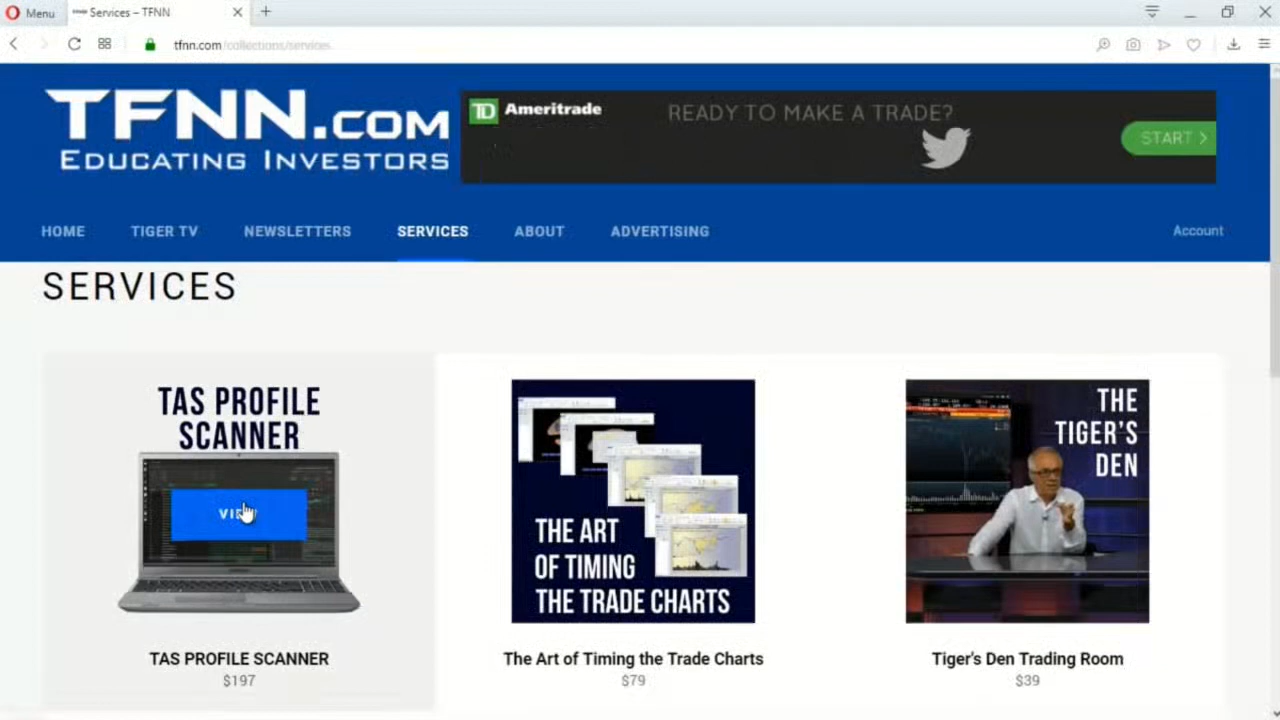 Menu
Services – TFNN
tfnn.com/collections/services
TFNN.COM
EDUCATING INVESTORS
TD Ameritrade
READY TO MAKE A TRADE?
START >
HOME
TIGER TV
NEWSLETTERS
SERVICES
ABOUT
ADVERTISING
Account
SERVICES
TAS PROFILE
SCANNER
THE ART
OF TIMING
THE TRADE CHARTS
THE
TIGER'S
DEN
TAS PROFILE SCANNER
$197
The Art of Timing the Trade Charts
$79
Tiger's Den Trading Room
$39